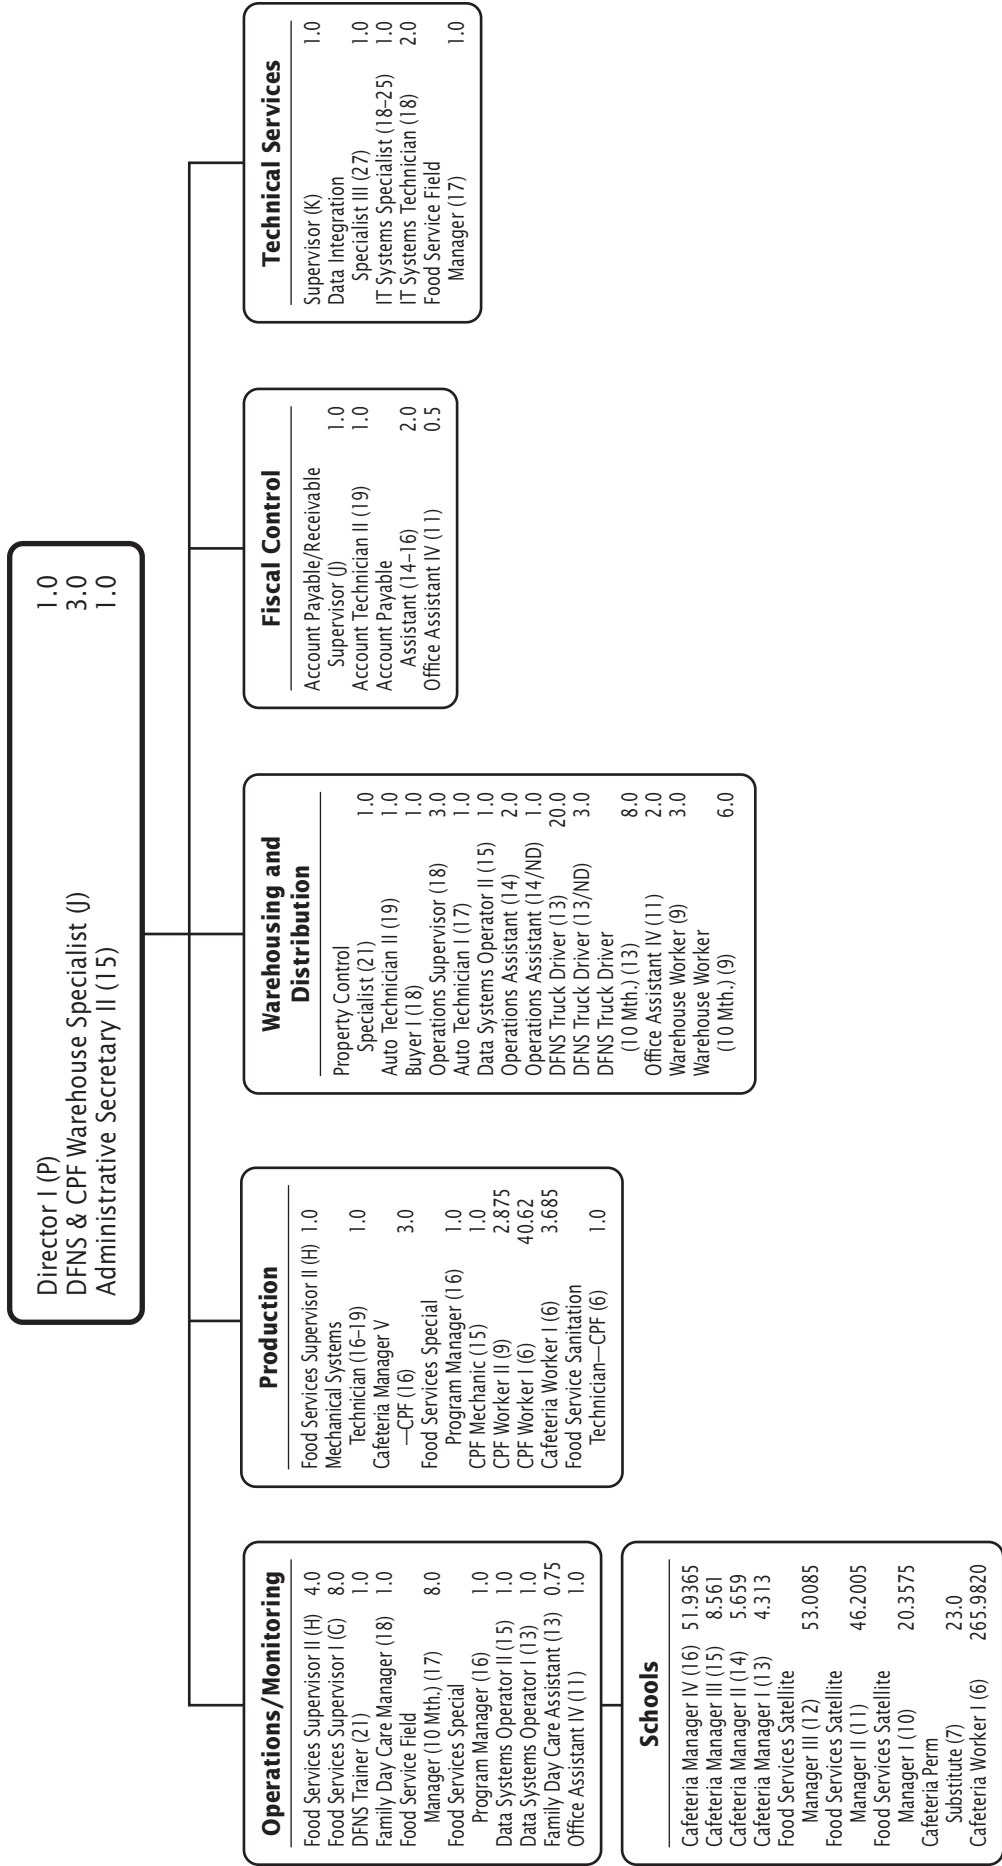 Director I (P) 1.0
DFNS & CPF Warehouse Specialist (J) 3.0
Administrative Secretary II (15) 1.0
Operations/Monitoring
Food Services Supervisor II (H) 4.0
Food Services Supervisor I (G) 8.0
DFNS Trainer (21) 1.0
Family Day Care Manager (18) 1.0
Food Service Field
Manager (10 Mth.) (17) 8.0
Food Services Special
Program Manager (16) 1.0
Data Systems Operator II (15) 1.0
Data Systems Operator I (13) 1.0
Family Day Care Assistant (13) 0.75
Office Assistant IV (11) 1.0
Schools
Cafeteria Manager IV (16) 51.9365
Cafeteria Manager III (15) 8.561
Cafeteria Manager II (14) 5.659
Cafeteria Manager I (13) 4.313
Food Services Satellite
Manager III (12) 53.0085
Food Services Satellite
Manager II (11) 46.2005
Food Services Satellite
Manager I (10) 20.3575
Cafeteria Perm
Substitute (7) 23.0
Cafeteria Worker I (6) 265.9820
Production
Food Services Supervisor II (H) 1.0
Mechanical Systems
Technician (16–19) 1.0
Cafeteria Manager V
—CPF (16) 3.0
Food Services Special
Program Manager (16) 1.0
CPF Mechanic (15) 1.0
CPF Worker II (9) 2.875
CPF Worker I (6) 40.62
Cafeteria Worker I (6) 3.685
Food Service Sanitation
Technician—CPF (6) 1.0
Warehousing and
Distribution
Property Control
Specialist (21) 1.0
Auto Technician II (19) 1.0
Buyer I (18) 1.0
Operations Supervisor (18) 3.0
Auto Technician I (17) 1.0
Data Systems Operator II (15) 1.0
Operations Assistant (14) 2.0
Operations Assistant (14/ND) 1.0
DFNS Truck Driver (13) 20.0
DFNS Truck Driver (13/ND) 3.0
DFNS Truck Driver
(10 Mth.) (13) 8.0
Office Assistant IV (11) 2.0
Warehouse Worker (9) 3.0
Warehouse Worker
(10 Mth.) (9) 6.0
Fiscal Control
Account Payable/Receivable
Supervisor (J) 1.0
Account Technician II (19) 1.0
Account Payable
Assistant (14–16) 2.0
Office Assistant IV (11) 0.5
Technical Services
Supervisor (K) 1.0
Data Integration
Specialist III (27) 1.0
IT Systems Specialist (18–25) 1.0
IT Systems Technician (18) 2.0
Food Service Field
Manager (17) 1.0